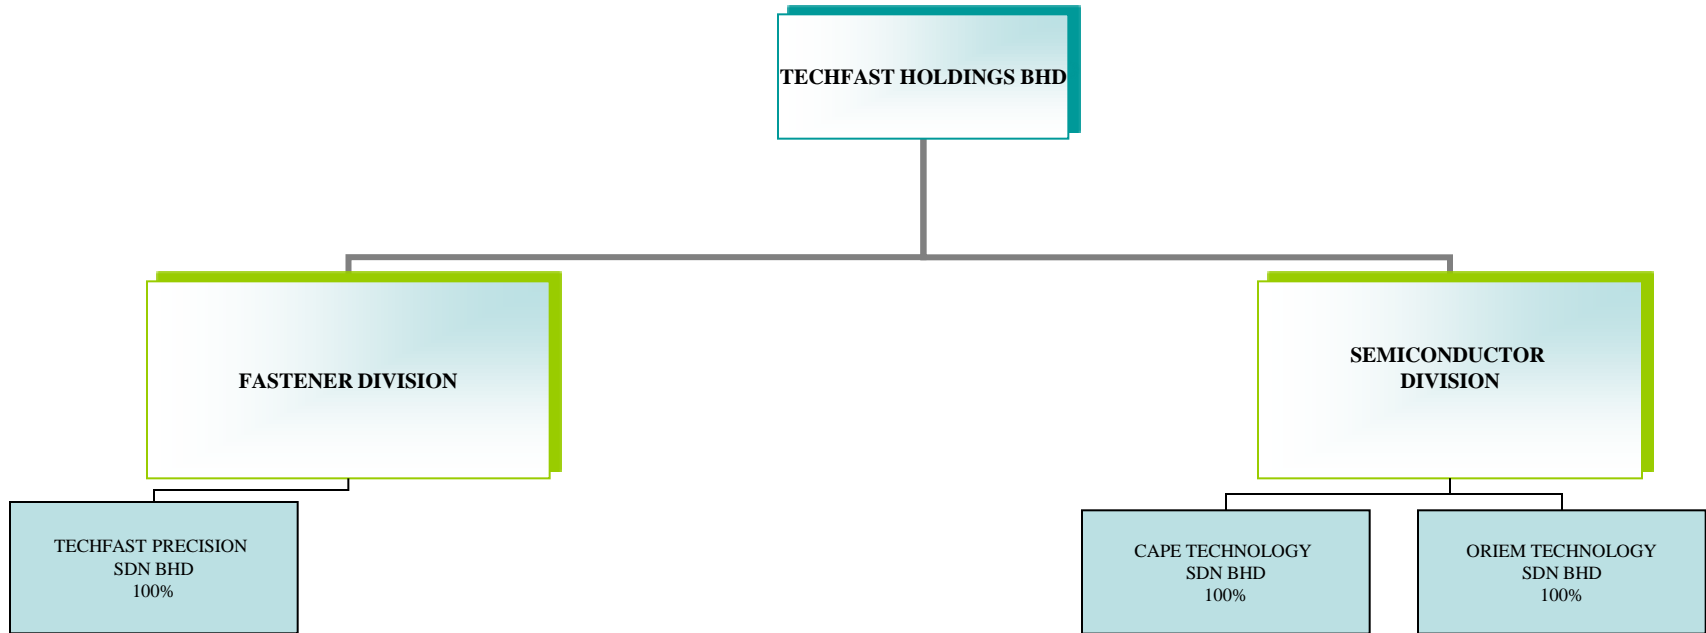 TECHFAST HOLDINGS BHD
FASTENER DIVISION
SEMICONDUCTOR
DIVISION
TECHFAST PRECISION
SDN BHD
100%
CAPE TECHNOLOGY
SDN BHD
100%
ORIEM TECHNOLOGY
SDN BHD
100%